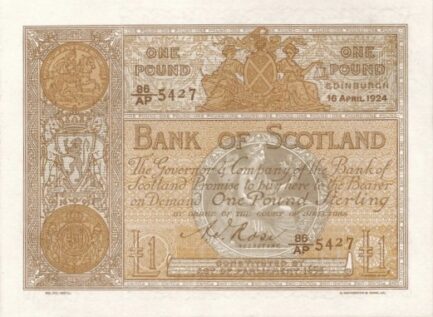 ONE POUND
ONE POUND
86/AP 5427
EDINBURGH
16 APRIL 1924
BANK OF SCOTLAND
The Governor & Company of the Bank of
Scotland Promise to pay here to the Bearer
on Demand One Pound Sterling
BY ORDER OF THE COURT OF DIRECTORS
86/AP 5427
£1
£1
CONSTITUTED BY
ACT OF PARLIAMENT 1695